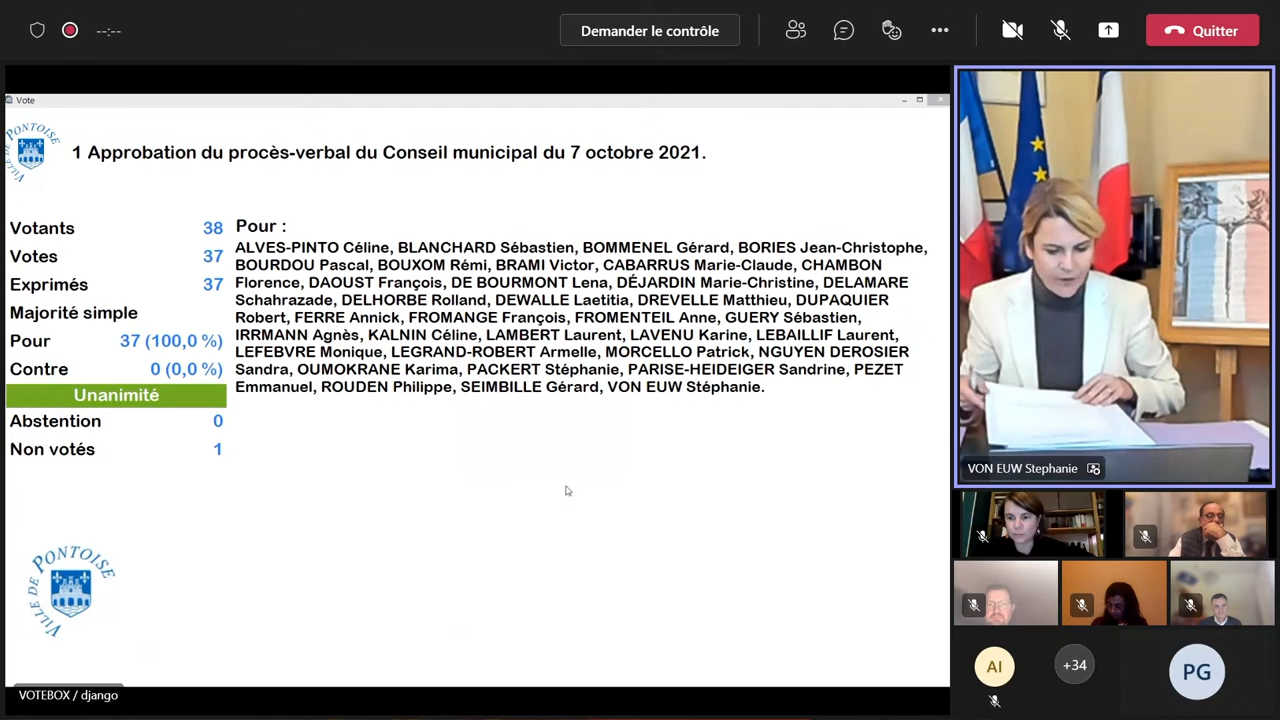 --:--
Demander le contrôle
Quitter
Vote
VILLE DE PONTOISE
1 Approbation du procès-verbal du Conseil municipal du 7 octobre 2021.
Votants 38
Votes 37
Exprimés 37
Majorité simple
Pour 37 (100,0 %)
Contre 0 (0,0 %)
Unanimité
Abstention 0
Non votés 1
Pour :
ALVES-PINTO Céline, BLANCHARD Sébastien, BOMMENEL Gérard, BORIES Jean-Christophe,
BOURDOU Pascal, BOUXOM Rémi, BRAMI Victor, CABARRUS Marie-Claude, CHAMBON
Florence, DAOUST François, DE BOURMONT Lena, DÉJARDIN Marie-Christine, DELAMARE
Schahrazade, DELHORBE Rolland, DEWALLE Laetitia, DREVELLE Matthieu, DUPAQUIER
Robert, FERRE Annick, FROMANGE François, FROMENTEIL Anne, GUERY Sébastien,
IRRMANN Agnès, KALNIN Céline, LAMBERT Laurent, LAVENU Karine, LEBAILLIF Laurent,
LEFEBVRE Monique, LEGRAND-ROBERT Armelle, MORCELLO Patrick, NGUYEN DEROSIER
Sandra, OUMOKRANE Karima, PACKERT Stéphanie, PARISE-HEIDEIGER Sandrine, PEZET
Emmanuel, ROUDEN Philippe, SEIMBILLE Gérard, VON EUW Stéphanie.
VILLE DE PONTOISE
VOTEBOX / django
VON EUW Stephanie
AI
+34
PG